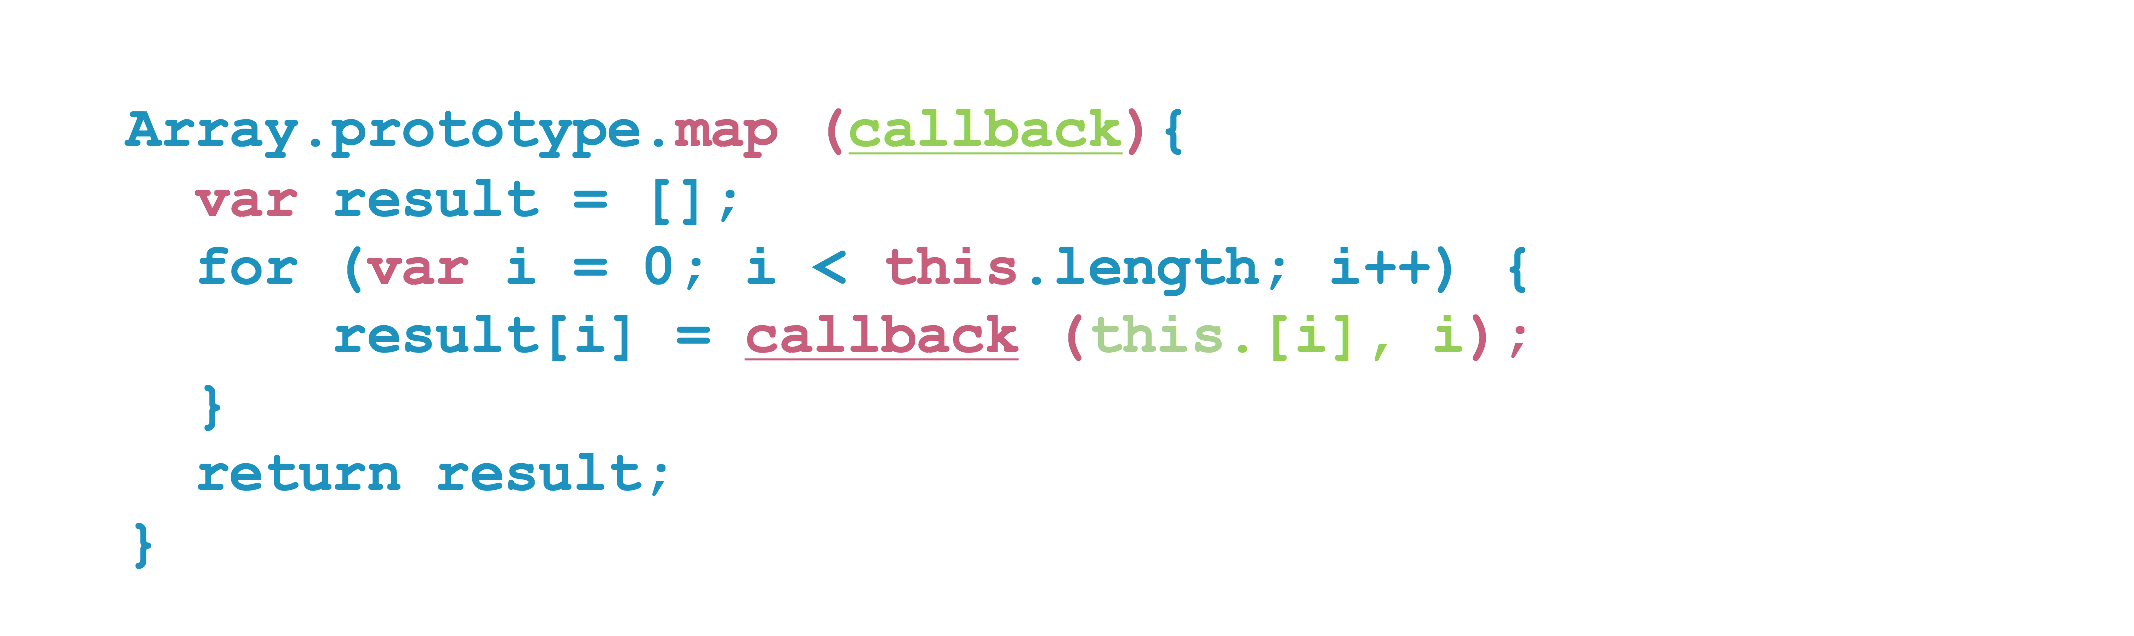 Array.prototype.map (callback){
var result = [];
for (var i = 0; i < this.length; i++) {
result[i] = callback (this.[i], i);
}
return result;
}